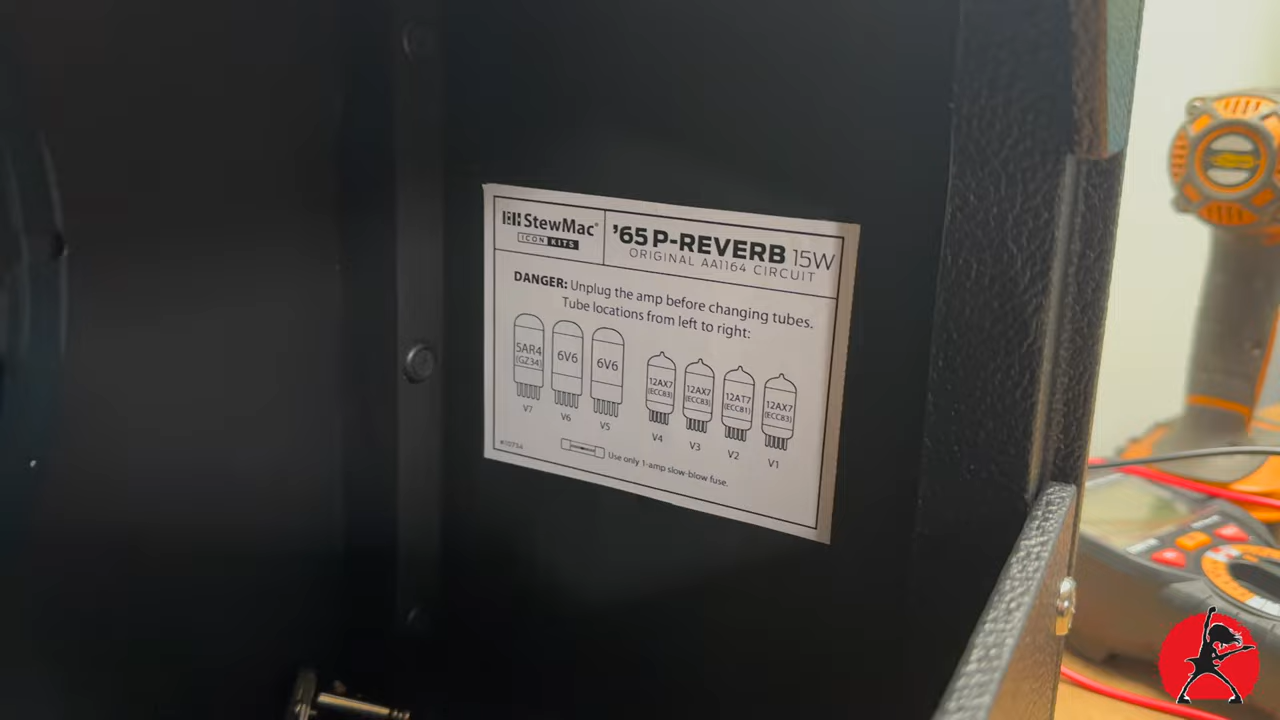 StewMac®
ICON KITS
'65 P-REVERB 15W
ORIGINAL AA1164 CIRCUIT
DANGER: Unplug the amp before changing tubes.
Tube locations from left to right:
5AR4
(GZ34)
V7
6V6
V6
6V6
V5
12AX7
(ECC83)
V4
12AX7
(ECC83)
V3
12AT7
(ECC81)
V2
12AX7
(ECC83)
V1
Use only 1-amp slow-blow fuse.